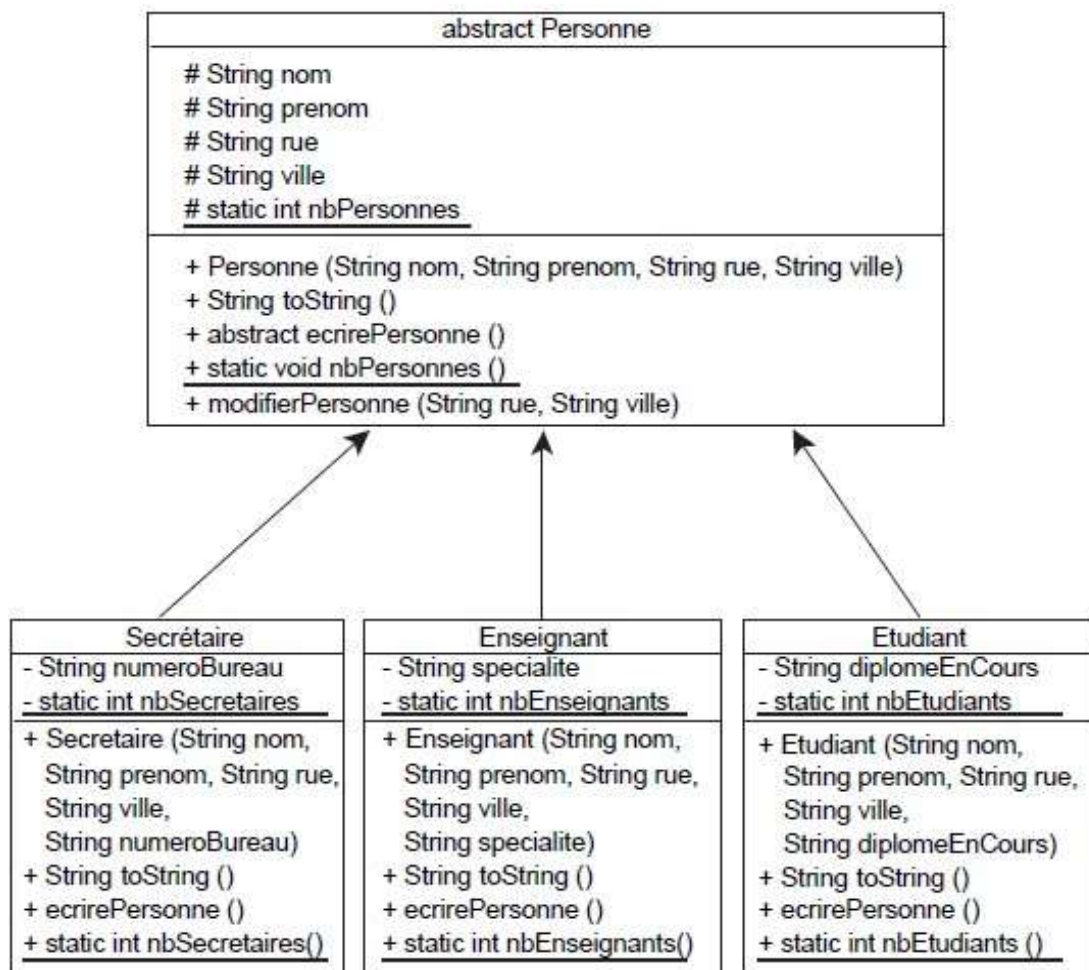 abstract Personne
# String nom
# String prenom
# String rue
# String ville
# static int nbPersonnes
+ Personne (String nom, String prenom, String rue, String ville)
+ String toString ()
+ abstract ecrirePersonne ()
+ static void nbPersonnes ()
+ modifierPersonne (String rue, String ville)
Secrétaire
- String numeroBureau
- static int nbSecretaires
+ Secretaire (String nom,
String prenom, String rue,
String ville,
String numeroBureau)
+ String toString ()
+ ecrirePersonne ()
+ static int nbSecretaires()
Enseignant
- String specialite
- static int nbEnseignants
+ Enseignant (String nom,
String prenom, String rue,
String ville,
String specialite)
+ String toString ()
+ ecrirePersonne ()
+ static int nbEnseignants()
Etudiant
- String diplomeEnCours
- static int nbEtudiants
+ Etudiant (String nom,
String prenom, String rue,
String ville,
String diplomeEnCours)
+ String toString ()
+ ecrirePersonne ()
+ static int nbEtudiants ()